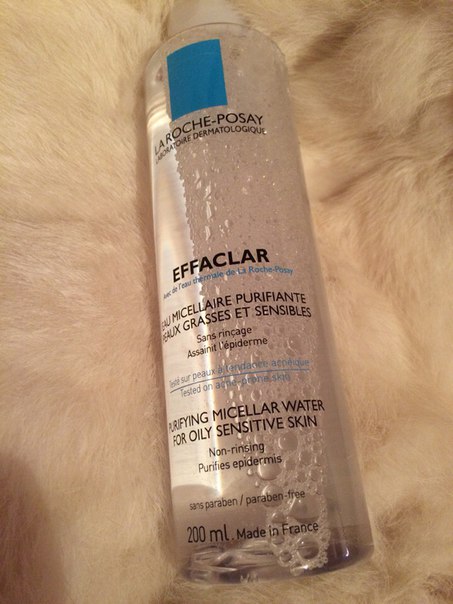 LA ROCHE-POSAY
LABORATOIRE DERMATOLOGIQUE
EFFACLAR
Avec de l'eau thermale de La Roche-Posay
EAU MICELLAIRE PURIFIANTE
PEAUX GRASSES ET SENSIBLES
Sans rinçage
Assainit l'épiderme
Testé sur peaux à tendance acnéique
Tested on acne-prone skin
PURIFYING MICELLAR WATER
FOR OILY SENSITIVE SKIN
Non-rinsing
Purifies epidermis
sans paraben / paraben-free
200 ml. Made in France